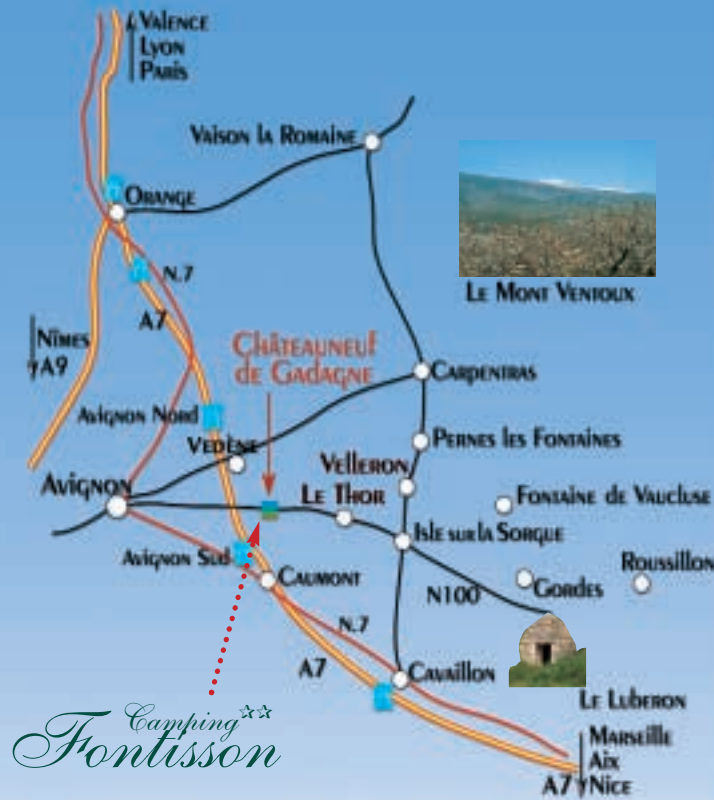 Valence
Lyon
Paris
Vaison la Romaine
Orange
N.7
A7
Le Mont Ventoux
Nîmes
A9
Châteauneuf
de Gadagne
Carpentras
Avignon Nord
Vedène
Pernes les Fontaines
Velleron
Avignon
Le Thor
Fontaine de Vaucluse
Isle sur la Sorgue
Avignon Sud
Caumont
Roussillon
Gordes
N100
N.7
A7
Cavaillon
Le Luberon
Camping
Fontisson
Marseille
Aix
A7
Nice